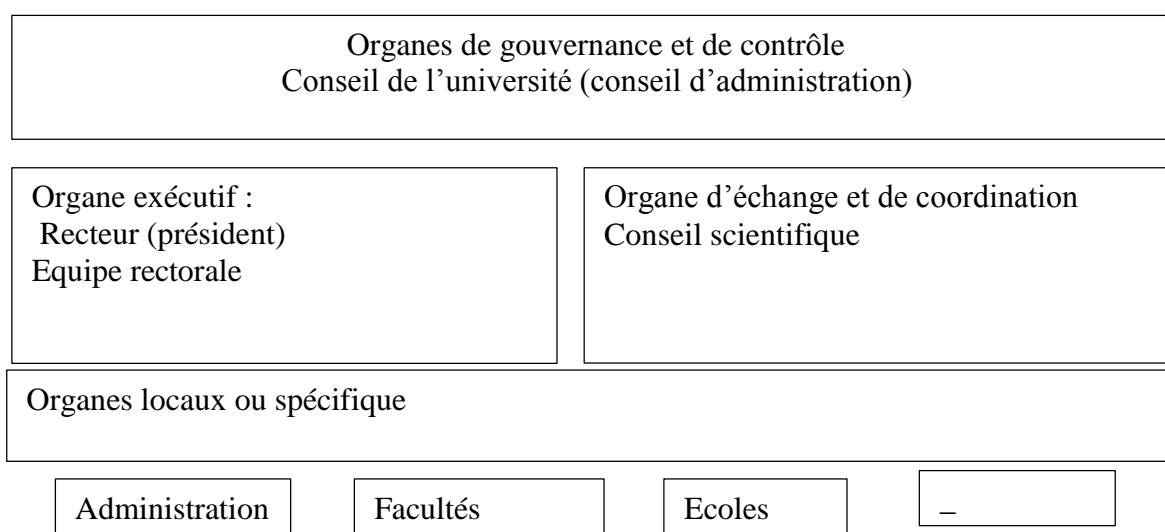 Organes de gouvernance et de contrôle
Conseil de l’université (conseil d’administration)
Organe exécutif :
Recteur (président)
Equipe rectorale
Organe d’échange et de coordination
Conseil scientifique
Organes locaux ou spécifique
Administration
Facultés
Ecoles
_